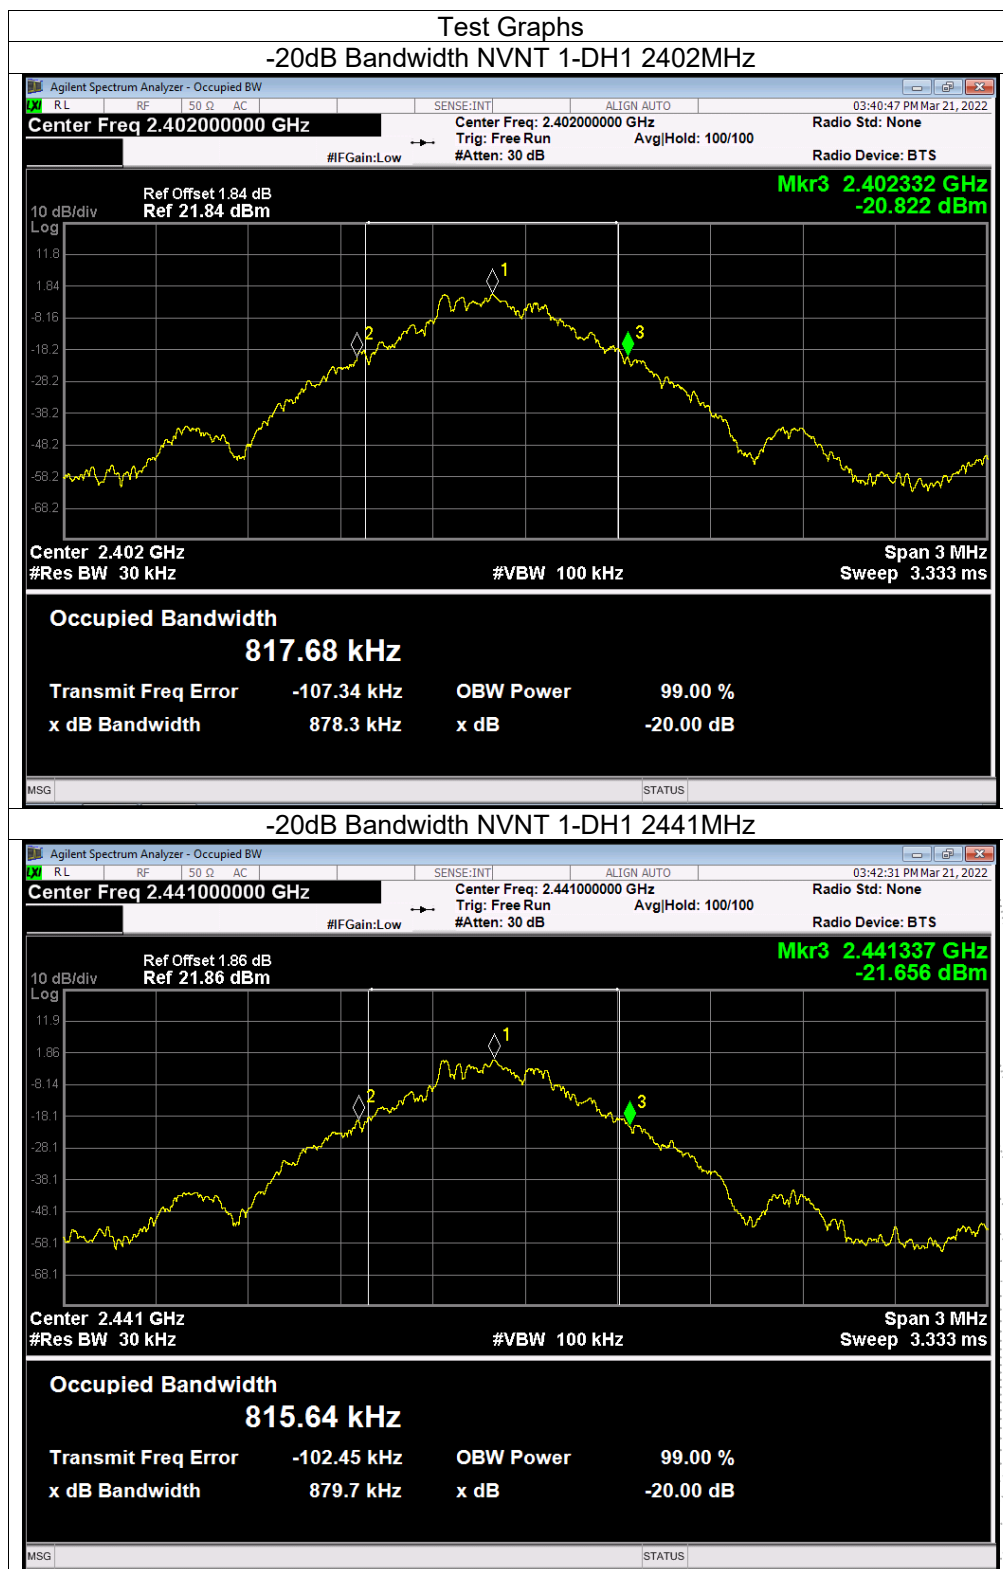 Test Graphs
-20dB Bandwidth NVNT 1-DH1 2402MHz
Agilent Spectrum Analyzer - Occupied BW
LXI RL RF 50 Ω AC SENSE:INT ALIGN AUTO 03:40:47 PM Mar 21, 2022
Center Freq 2.402000000 GHz Center Freq: 2.402000000 GHz Radio Std: None
Trig: Free Run Avg|Hold: 100/100
#IFGain:Low #Atten: 30 dB Radio Device: BTS
Mkr3 2.402332 GHz
-20.822 dBm
Ref Offset 1.84 dB
10 dB/div Ref 21.84 dBm
Log
11.8
1
1.84
-8.16
2 3
-18.2
-28.2
-38.2
-48.2
-58.2
-68.2
Center 2.402 GHz Span 3 MHz
#Res BW 30 kHz #VBW 100 kHz Sweep 3.333 ms
Occupied Bandwidth
817.68 kHz
Transmit Freq Error -107.34 kHz OBW Power 99.00 %
x dB Bandwidth 878.3 kHz x dB -20.00 dB
MSG STATUS
-20dB Bandwidth NVNT 1-DH1 2441MHz
Agilent Spectrum Analyzer - Occupied BW
LXI RL RF 50 Ω AC SENSE:INT ALIGN AUTO 03:42:31 PM Mar 21, 2022
Center Freq 2.441000000 GHz Center Freq: 2.441000000 GHz Radio Std: None
Trig: Free Run Avg|Hold: 100/100
#IFGain:Low #Atten: 30 dB Radio Device: BTS
Mkr3 2.441337 GHz
-21.656 dBm
Ref Offset 1.86 dB
10 dB/div Ref 21.86 dBm
Log
11.9
1
1.86
-8.14
2 3
-18.1
-28.1
-38.1
-48.1
-58.1
-68.1
Center 2.441 GHz Span 3 MHz
#Res BW 30 kHz #VBW 100 kHz Sweep 3.333 ms
Occupied Bandwidth
815.64 kHz
Transmit Freq Error -102.45 kHz OBW Power 99.00 %
x dB Bandwidth 879.7 kHz x dB -20.00 dB
MSG STATUS